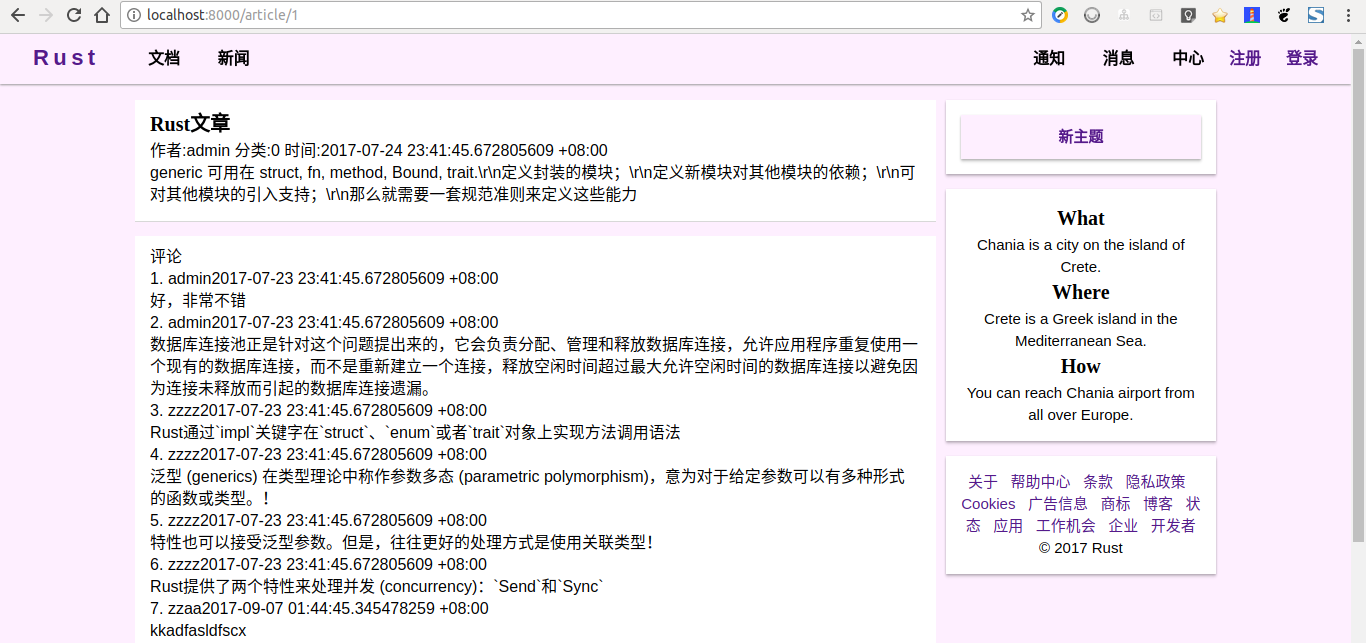 localhost:8000/article/1
Rust 文档 新闻 通知 消息 中心 注册 登录
Rust文章
作者:admin 分类:0 时间:2017-07-24 23:41:45.672805609 +08:00
generic 可用在 struct, fn, method, Bound, trait.\r\n定义封装的模块；\r\n定义新模块对其他模块的依赖；\r\n可
对其他模块的引入支持；\r\n那么就需要一套规范准则来定义这些能力
评论
1. admin2017-07-23 23:41:45.672805609 +08:00
好，非常不错
2. admin2017-07-23 23:41:45.672805609 +08:00
数据库连接池正是针对这个问题提出来的，它会负责分配、管理和释放数据库连接，允许应用程序重复使用一
个现有的数据库连接，而不是重新建立一个连接，释放空闲时间超过最大允许空闲时间的数据库连接以避免因
为连接未释放而引起的数据库连接遗漏。
3. zzzz2017-07-23 23:41:45.672805609 +08:00
Rust通过`impl`关键字在`struct`、`enum`或者`trait`对象上实现方法调用语法
4. zzzz2017-07-23 23:41:45.672805609 +08:00
泛型 (generics) 在类型理论中称作参数多态 (parametric polymorphism)，意为对于给定参数可以有多种形式
的函数或类型。！
5. zzzz2017-07-23 23:41:45.672805609 +08:00
特性也可以接受泛型参数。但是，往往更好的处理方式是使用关联类型！
6. zzzz2017-07-23 23:41:45.672805609 +08:00
Rust提供了两个特性来处理并发 (concurrency)：`Send`和`Sync`
7. zzaa2017-09-07 01:44:45.345478259 +08:00
kkadfasldfscx
新主题
What
Chania is a city on the island of
Crete.
Where
Crete is a Greek island in the
Mediterranean Sea.
How
You can reach Chania airport from
all over Europe.
关于 帮助中心 条款 隐私政策
Cookies 广告信息 商标 博客 状
态 应用 工作机会 企业 开发者
© 2017 Rust